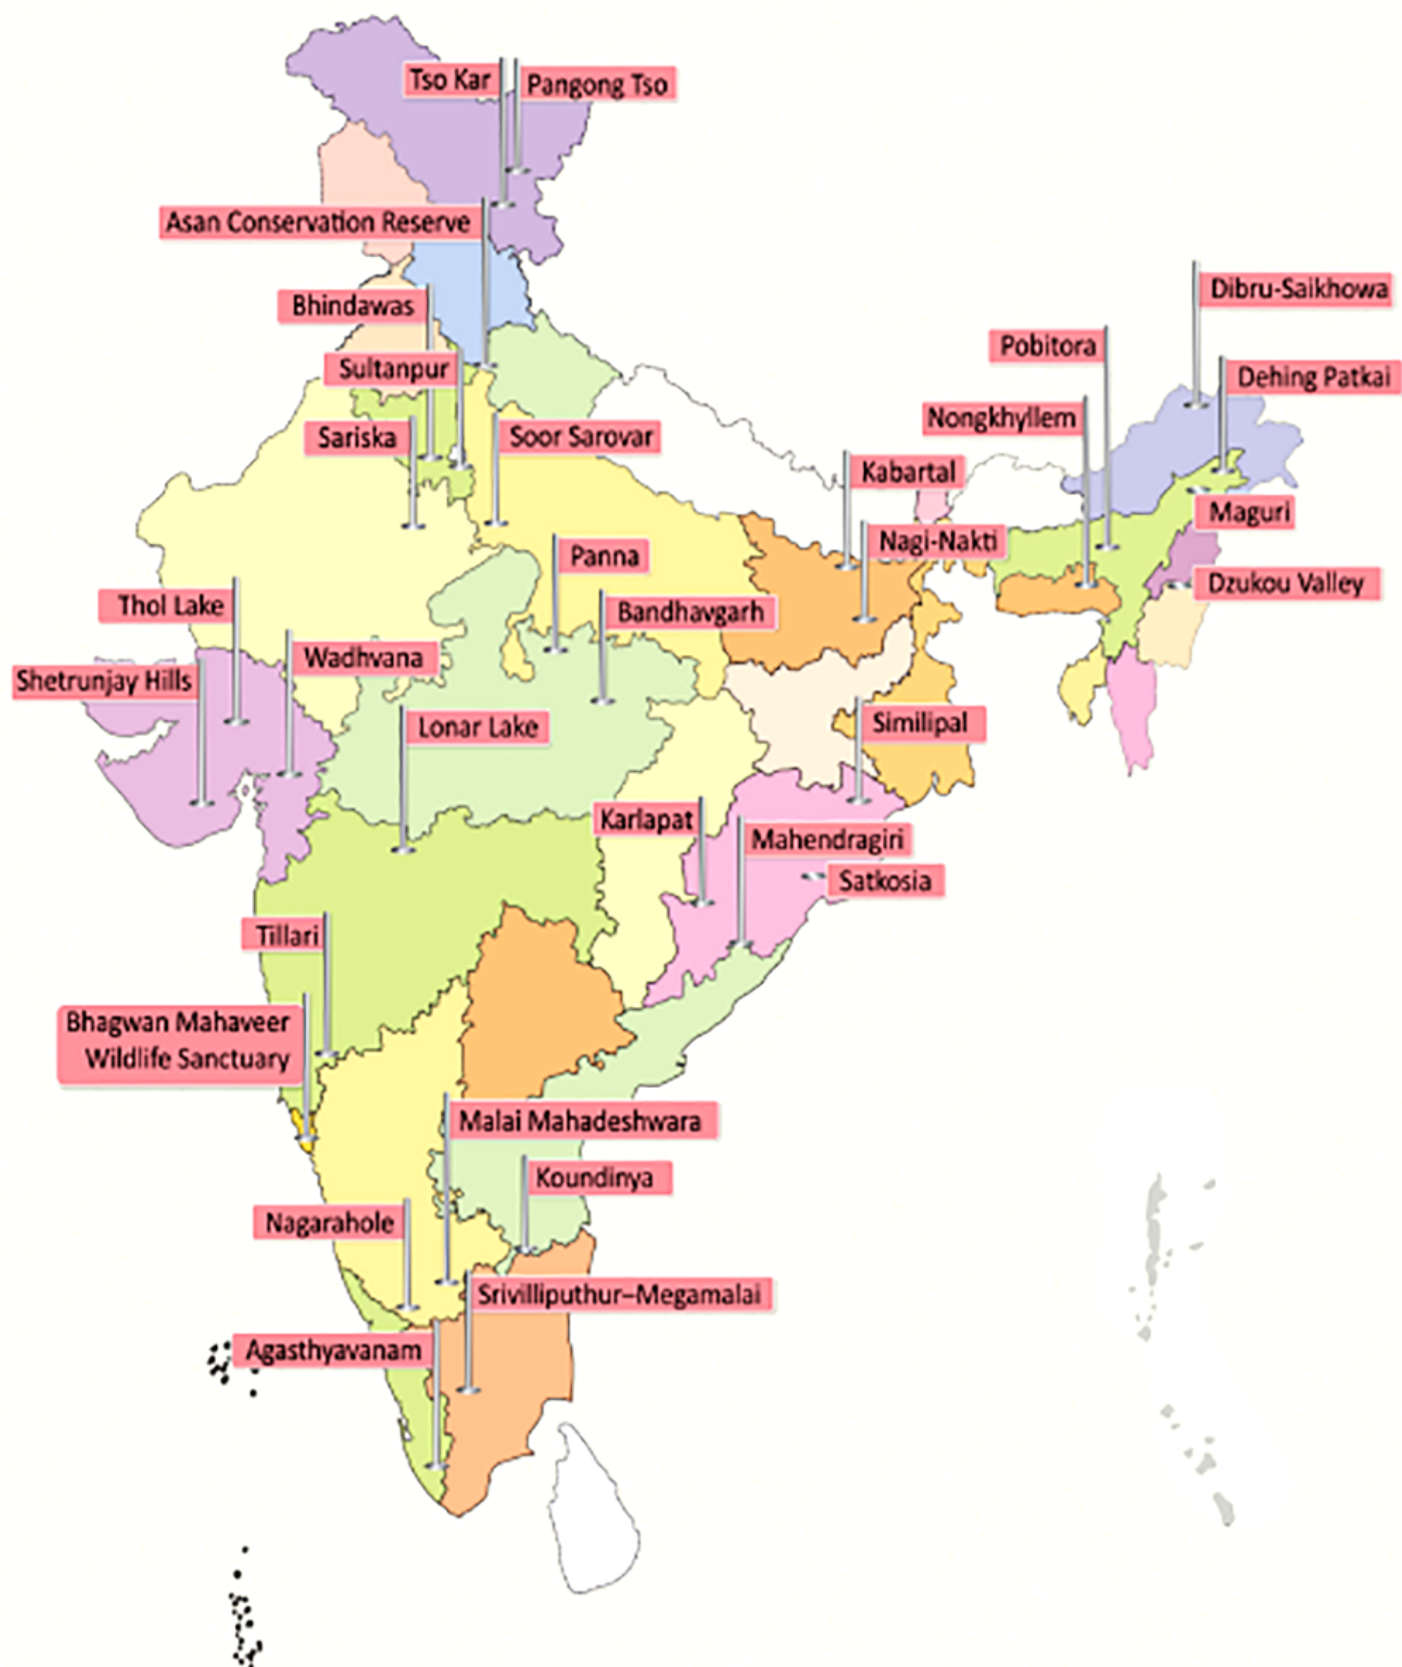 Tso Kar
Pangong Tso
Asan Conservation Reserve
Dibru-Saikhowa
Bhindawas
Pobitora
Sultanpur
Dehing Patkai
Nongkhyllem
Sariska
Soor Sarovar
Kabartal
Maguri
Nagi-Nakti
Panna
Dzukou Valley
Thol Lake
Bandhavgarh
Wadhvana
Shetrunjay Hills
Lonar Lake
Similipal
Karlapat
Mahendragiri
Satkosia
Tillari
Bhagwan Mahaveer
Wildlife Sanctuary
Malai Mahadeshwara
Koundinya
Nagarahole
Srivilliputhur–Megamalai
Agasthyavanam